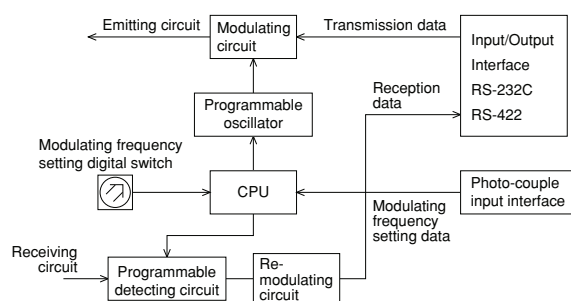 Emitting circuit
Modulating
circuit
Transmission data
Input/Output
Interface
RS-232C
RS-422
Reception
data
Programmable
oscillator
Modulating frequency
setting digital switch
CPU
Photo-couple
input interface
Modulating
frequency
setting data
Receiving
circuit
Programmable
detecting circuit
Re-
modulating
circuit